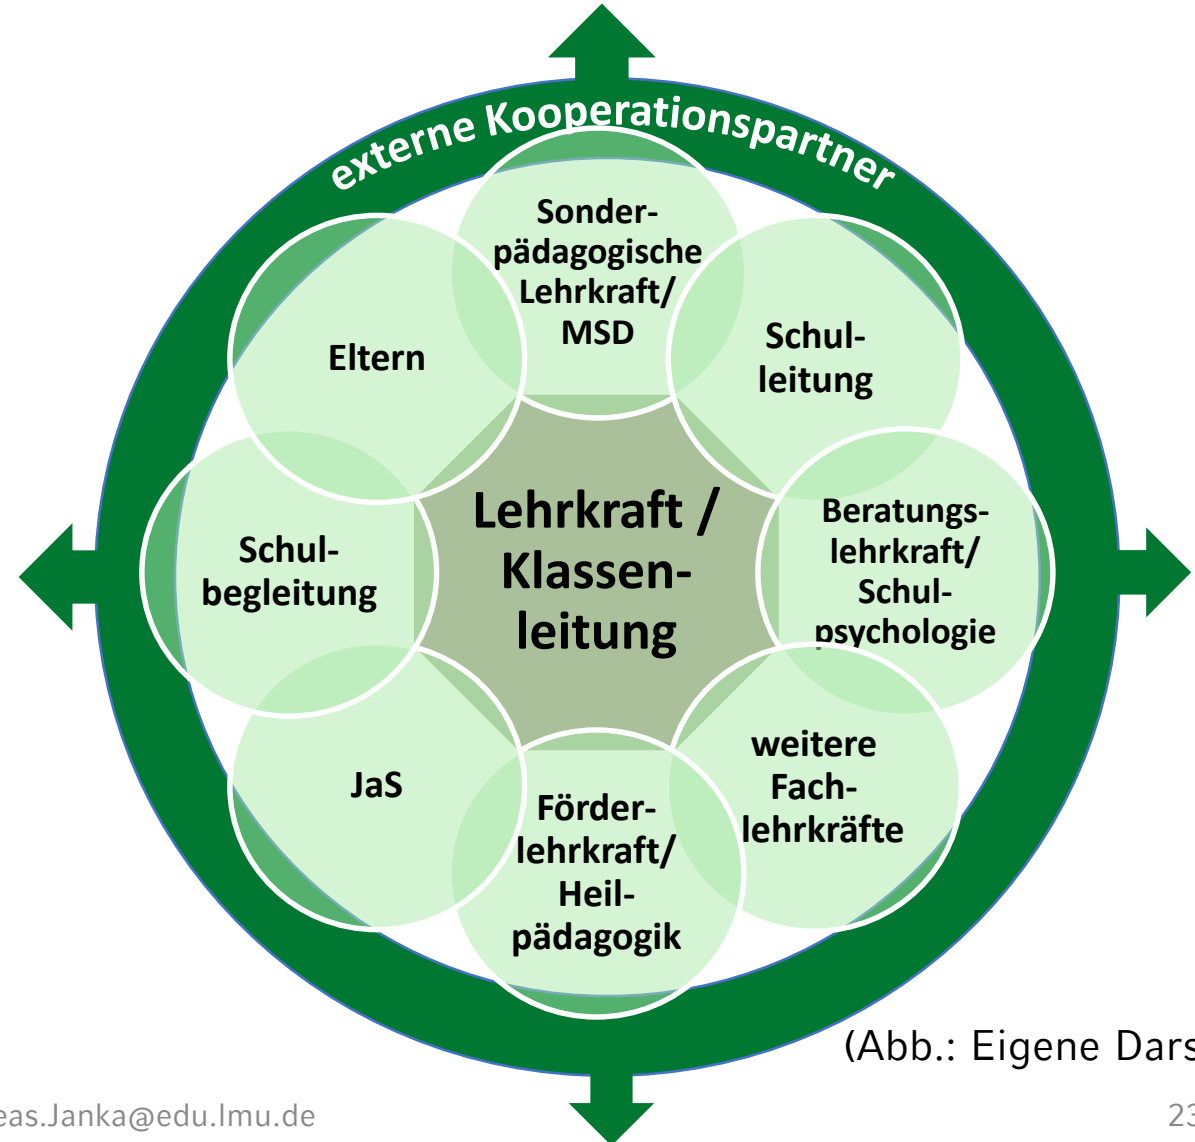 externe Kooperationspartner
Sonder-
pädagogische
Lehrkraft/
MSD
Schul-
leitung
Eltern
Beratungs-
lehrkraft/
Schul-
psychologie
Lehrkraft /
Klassen-
leitung
Schul-
begleitung
weitere
Fach-
lehrkräfte
JaS
Förder-
lehrkraft/
Heil-
pädagogik
(Abb.: Eigene Dars
eas.Janka@edu.lmu.de
23